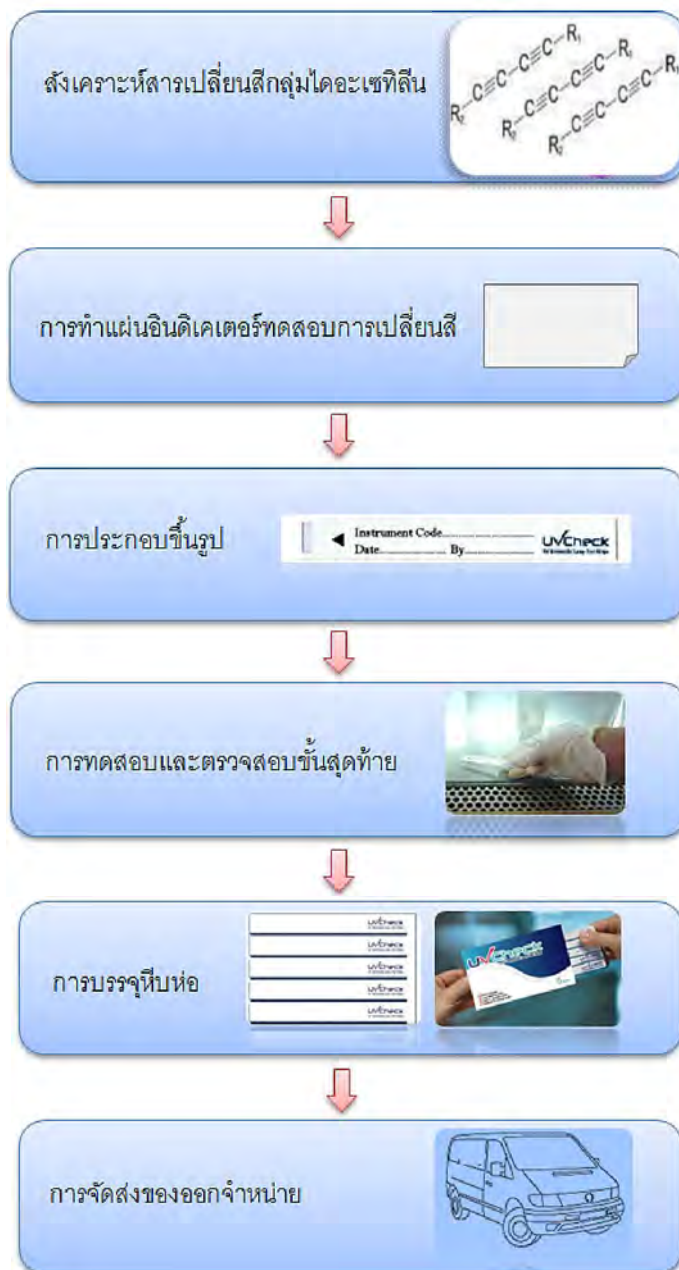 สังเคราะห์สารเปลี่ยนสีกลุ่มไดอะเซทิลีน
R₂-C≡C-C≡C-R₁
R₂-C≡C-C≡C-R₁
R₂-C≡C-C≡C-R₁
การทำแผ่นอินดิเคเตอร์ทดสอบการเปลี่ยนสี
การประกอบขึ้นรูป
◄ Instrument Code..............................
Date.................... By....................
UVCheck
การทดสอบและตรวจสอบขั้นสุดท้าย
การบรรจุหีบห่อ
UVCheck
UVCheck
UVCheck
UVCheck
UVCheck
UVCheck
การจัดส่งของออกจำหน่าย